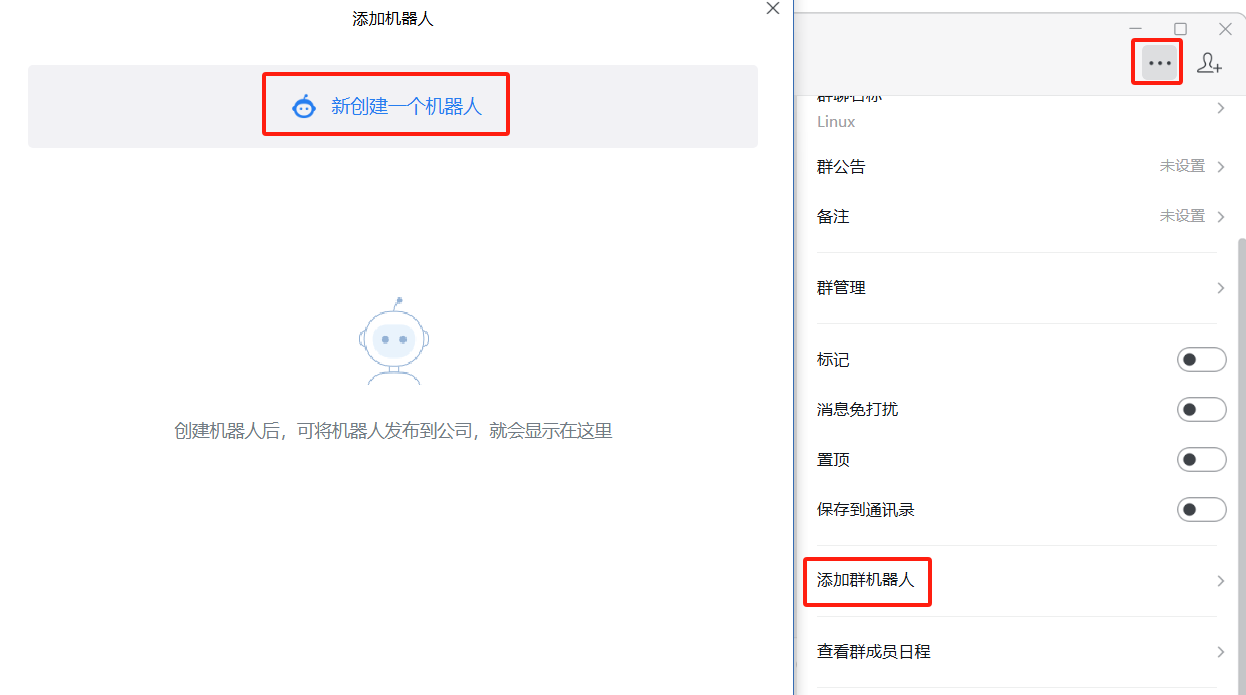 添加机器人
新创建一个机器人
创建机器人后，可将机器人发布到公司，就会显示在这里
群聊名称
Linux
群公告
未设置
备注
未设置
群管理
标记
消息免打扰
置顶
保存到通讯录
添加群机器人
查看群成员日程